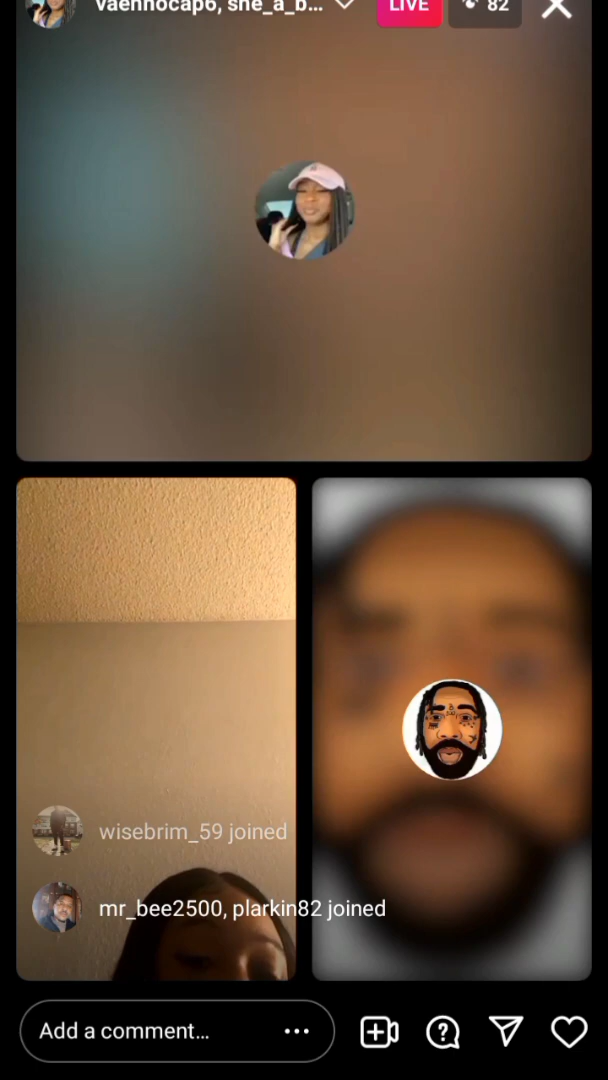 vaennocap6, she_a_b...
LIVE
82
wisebrim_59 joined
mr_bee2500, plarkin82 joined
Add a comment...